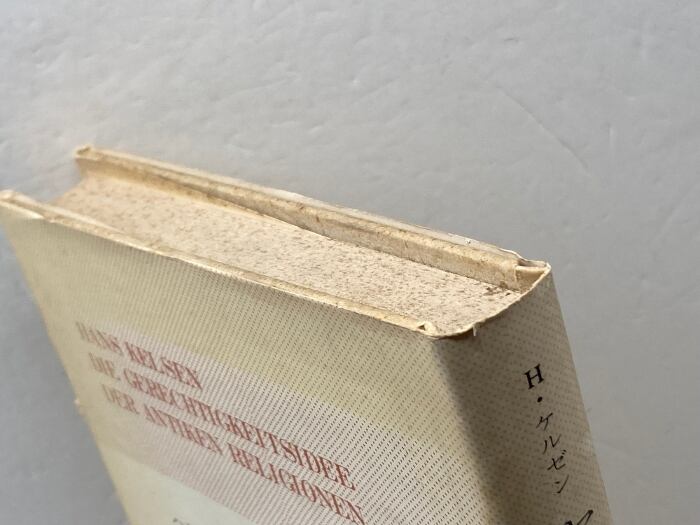 HANS KELSEN
DIE GERECHTIGKEITSIDEE
DER ANTIKEN RELIGIONEN
H・ケルゼン